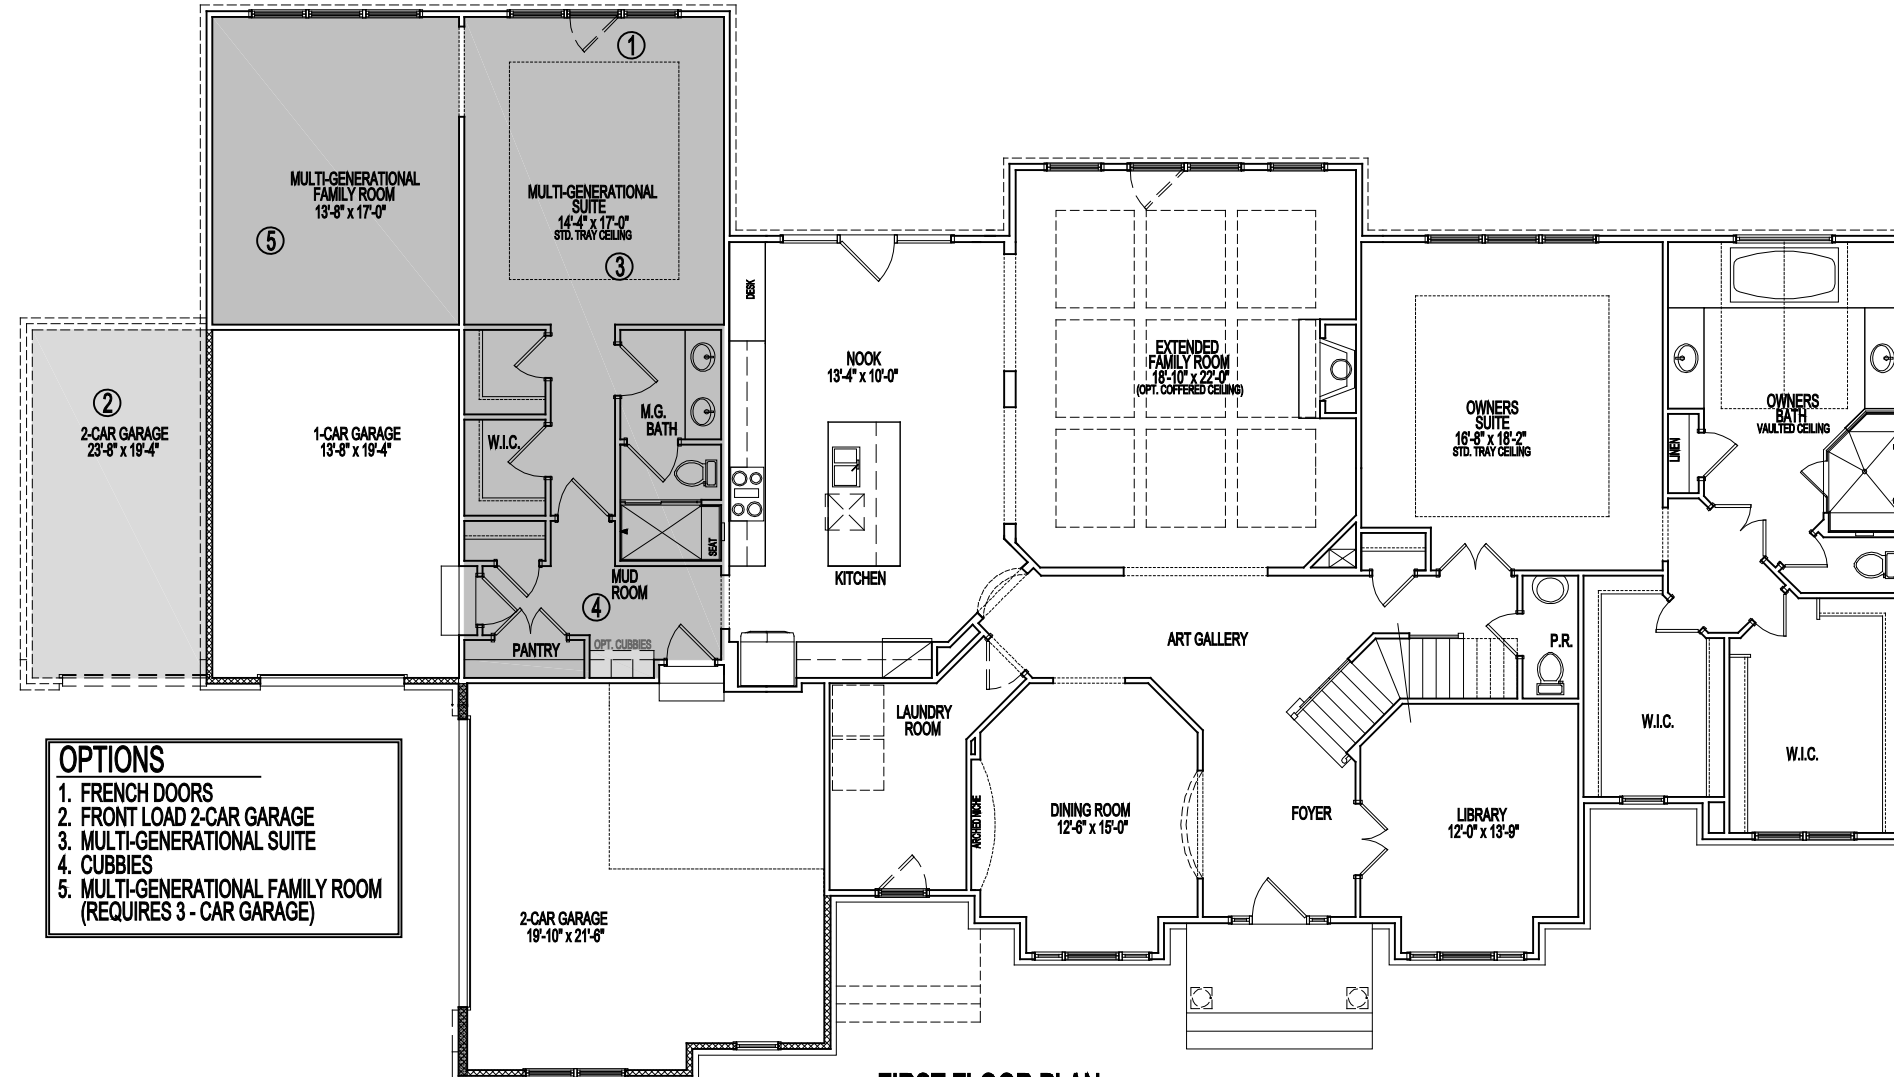 1
MULTI-GENERATIONAL
FAMILY ROOM
13'-8" x 17'-0"
5
MULTI-GENERATIONAL
SUITE
14'-4" x 17'-0"
STD. TRAY CEILING
3
DESK
NOOK
13'-4" x 10'-0"
EXTENDED
FAMILY ROOM
18'-10" x 22'-0"
(OPT. COFFERED CEILING)
OWNERS
SUITE
16'-8" x 18'-2"
STD. TRAY CEILING
OWNERS
BATH
VAULTED CEILING
LINEN
2
2-CAR GARAGE
23'-8" x 19'-4"
1-CAR GARAGE
13'-8" x 19'-4"
W.I.C.
M.G.
BATH
SEAT
MUD
ROOM
4
KITCHEN
PANTRY
OPT. CUBBIES
ART GALLERY
P.R.
LAUNDRY
ROOM
W.I.C.
W.I.C.
ARCHED NICHE
DINING ROOM
12'-6" x 15'-0"
FOYER
LIBRARY
12'-0" x 13'-9"
OPTIONS
1. FRENCH DOORS
2. FRONT LOAD 2-CAR GARAGE
3. MULTI-GENERATIONAL SUITE
4. CUBBIES
5. MULTI-GENERATIONAL FAMILY ROOM
(REQUIRES 3 - CAR GARAGE)
2-CAR GARAGE
19'-10" x 21'-6"
FIRST FLOOR PLAN